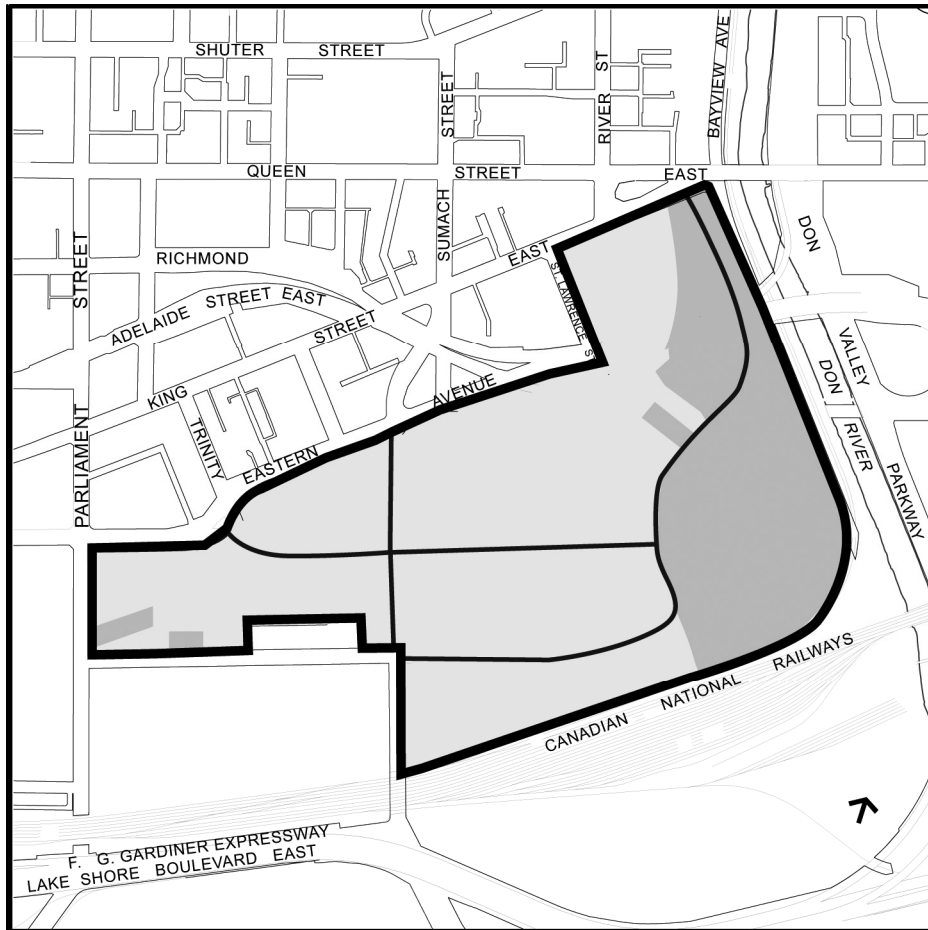 SHUTER STREET
BAYVIEW AVE
RIVER ST
STREET
SUMACH
QUEEN STREET EAST
STREET
PARLIAMENT
RICHMOND
ADELAIDE STREET EAST
KING STREET EAST
ST. LAWRENCE ST
DON VALLEY PARKWAY
DON RIVER
TRINITY
EASTERN AVENUE
CANADIAN NATIONAL RAILWAYS
F. G. GARDINER EXPRESSWAY
LAKE SHORE BOULEVARD EAST